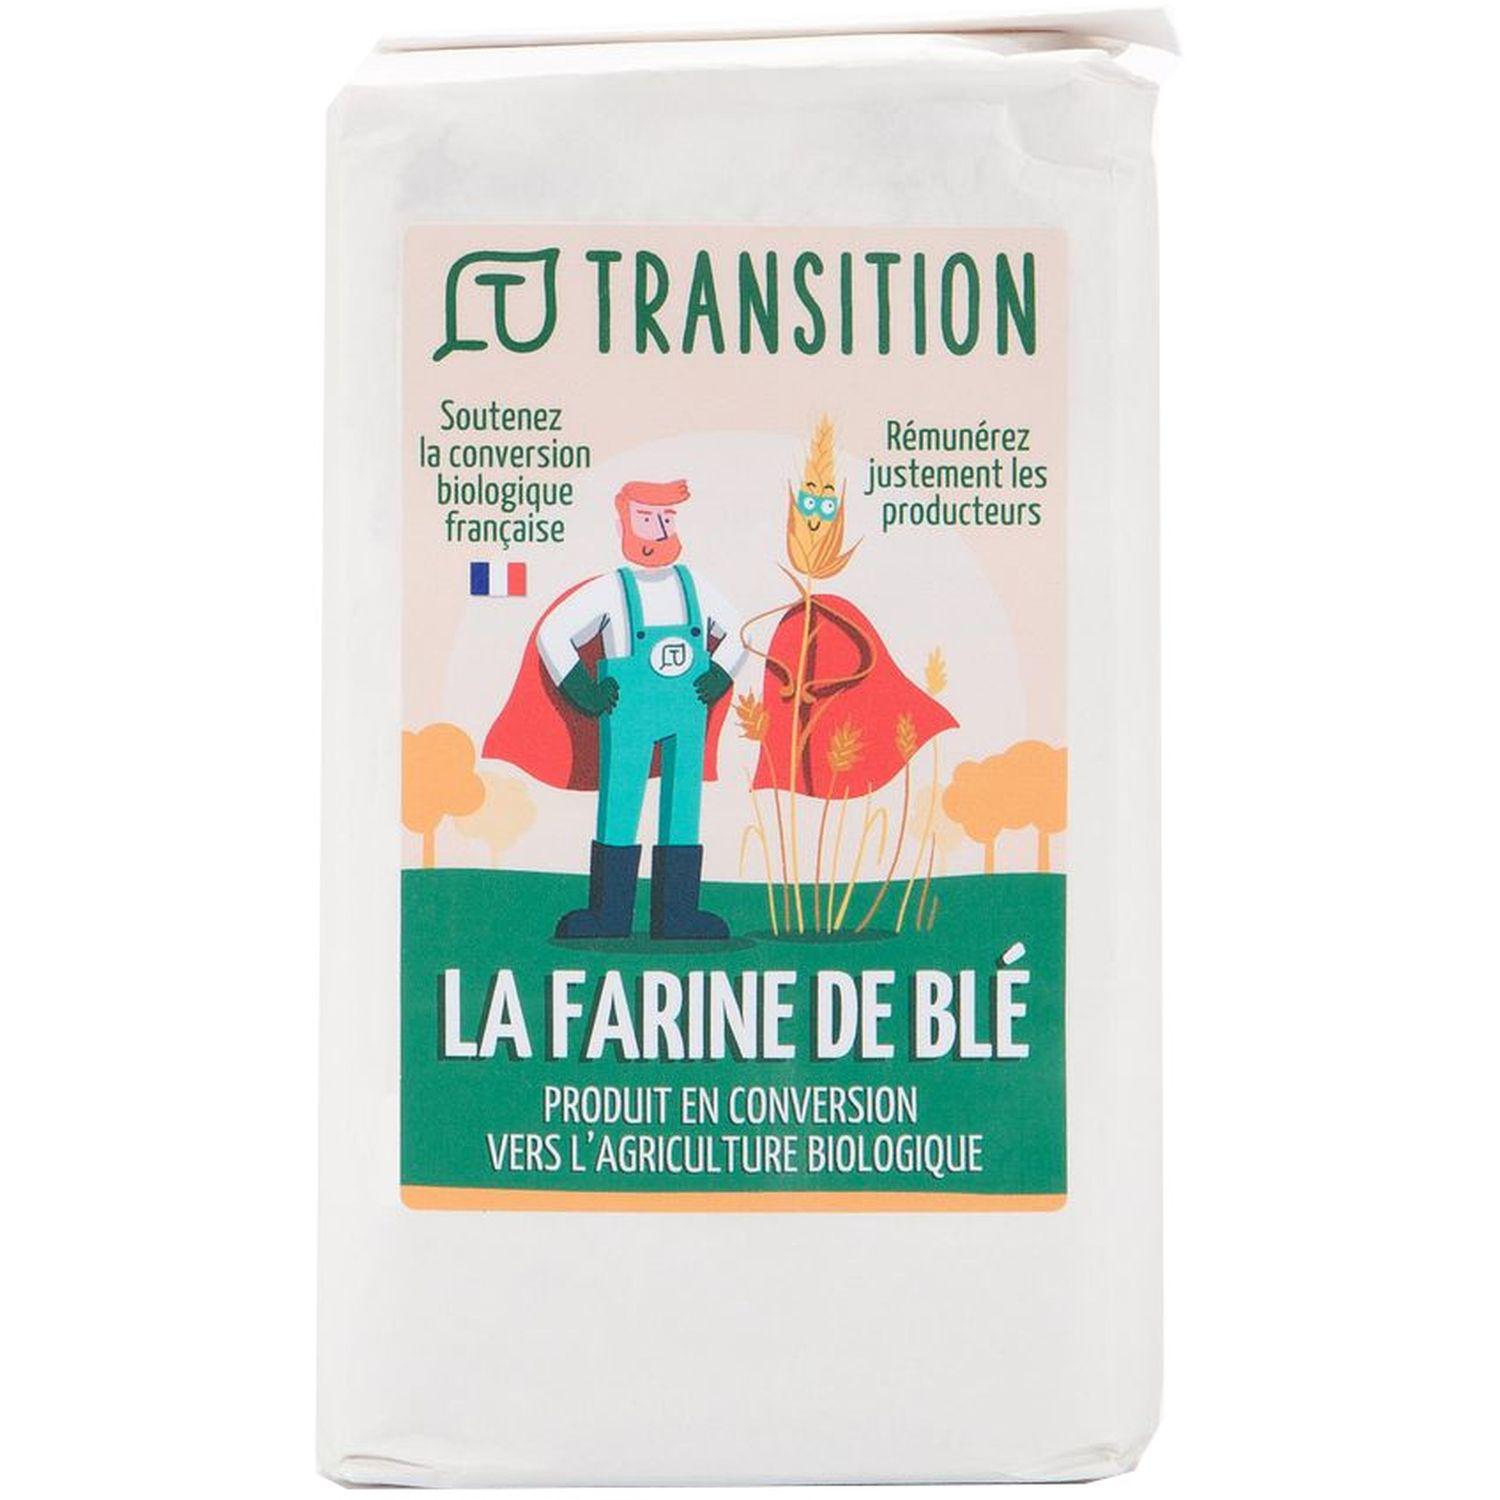 TRANSITION
Soutenez
la conversion
biologique
française
Rémunérez
justement les
producteurs
LA FARINE DE BLÉ
PRODUIT EN CONVERSION
VERS L'AGRICULTURE BIOLOGIQUE